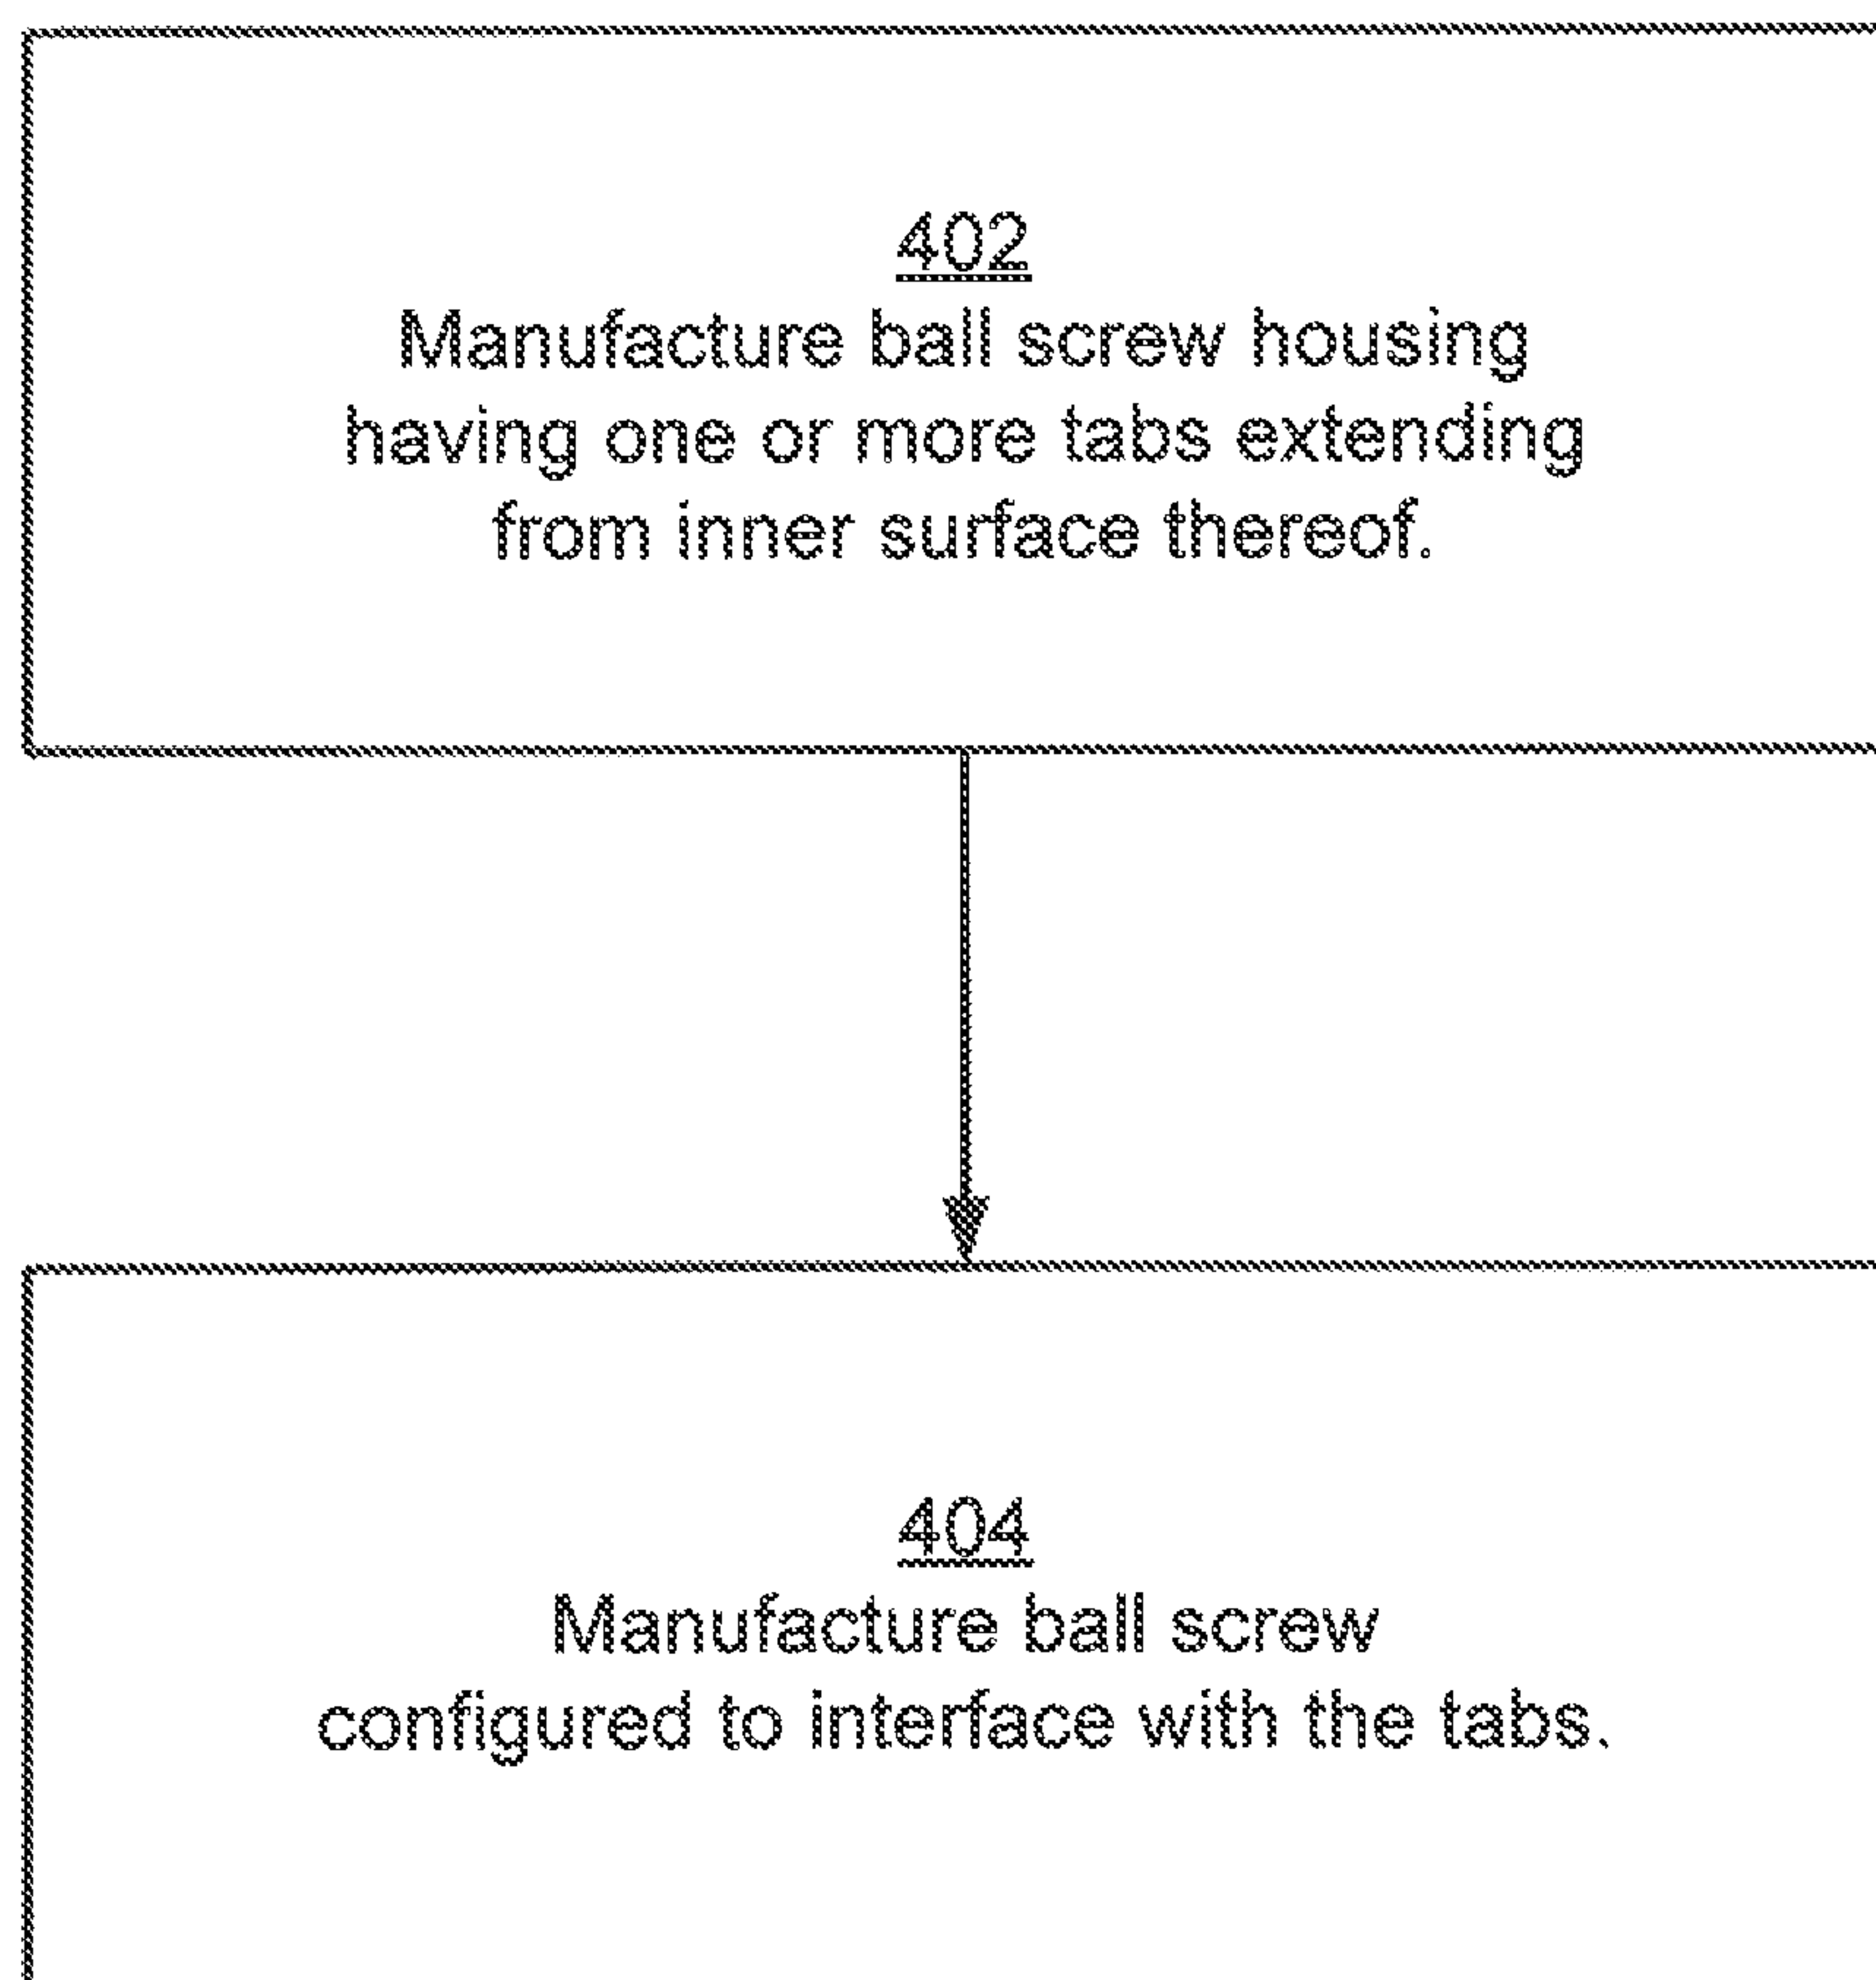 402
Manufacture ball screw housing
having one or more tabs extending
from inner surface thereof.
404
Manufacture ball screw
configured to interface with the tabs.